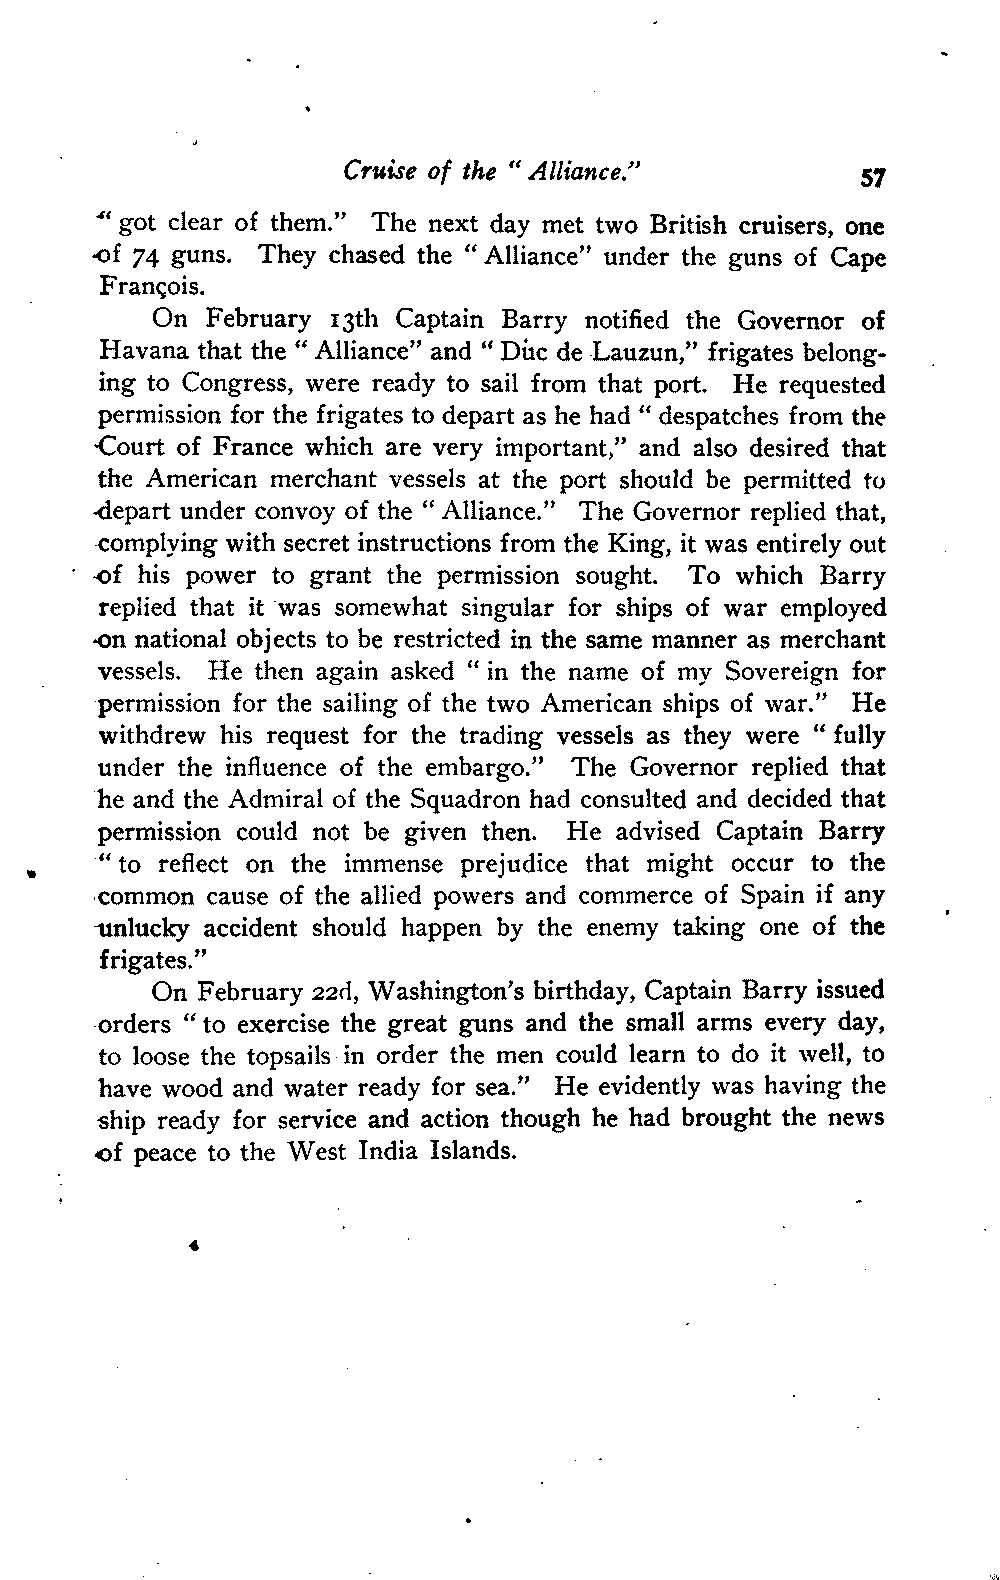 Cruise of the “Alliance.” 57
“ got clear of them.” The next day met two British cruisers, one
of 74 guns. They chased the “ Alliance” under the guns of Cape
François.
On February 13th Captain Barry notified the Governor of
Havana that the “ Alliance” and “ Duc de Lauzun,” frigates belong-
ing to Congress, were ready to sail from that port. He requested
permission for the frigates to depart as he had “ despatches from the
Court of France which are very important,” and also desired that
the American merchant vessels at the port should be permitted to
depart under convoy of the “ Alliance.” The Governor replied that,
complying with secret instructions from the King, it was entirely out
of his power to grant the permission sought. To which Barry
replied that it was somewhat singular for ships of war employed
on national objects to be restricted in the same manner as merchant
vessels. He then again asked “ in the name of my Sovereign for
permission for the sailing of the two American ships of war.” He
withdrew his request for the trading vessels as they were “ fully
under the influence of the embargo.” The Governor replied that
he and the Admiral of the Squadron had consulted and decided that
permission could not be given then. He advised Captain Barry
“ to reflect on the immense prejudice that might occur to the
common cause of the allied powers and commerce of Spain if any
unlucky accident should happen by the enemy taking one of the
frigates.”
On February 22d, Washington’s birthday, Captain Barry issued
orders “ to exercise the great guns and the small arms every day,
to loose the topsails in order the men could learn to do it well, to
have wood and water ready for sea.” He evidently was having the
ship ready for service and action though he had brought the news
of peace to the West India Islands.